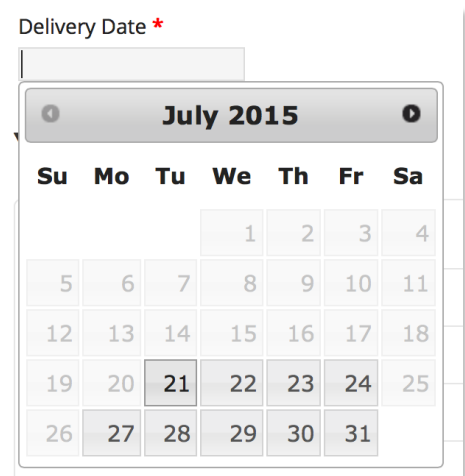 Delivery Date *
July 2015
Su Mo Tu We Th Fr Sa
1 2 3 4
5 6 7 8 9 10 11
12 13 14 15 16 17 18
19 20 21 22 23 24 25
26 27 28 29 30 31